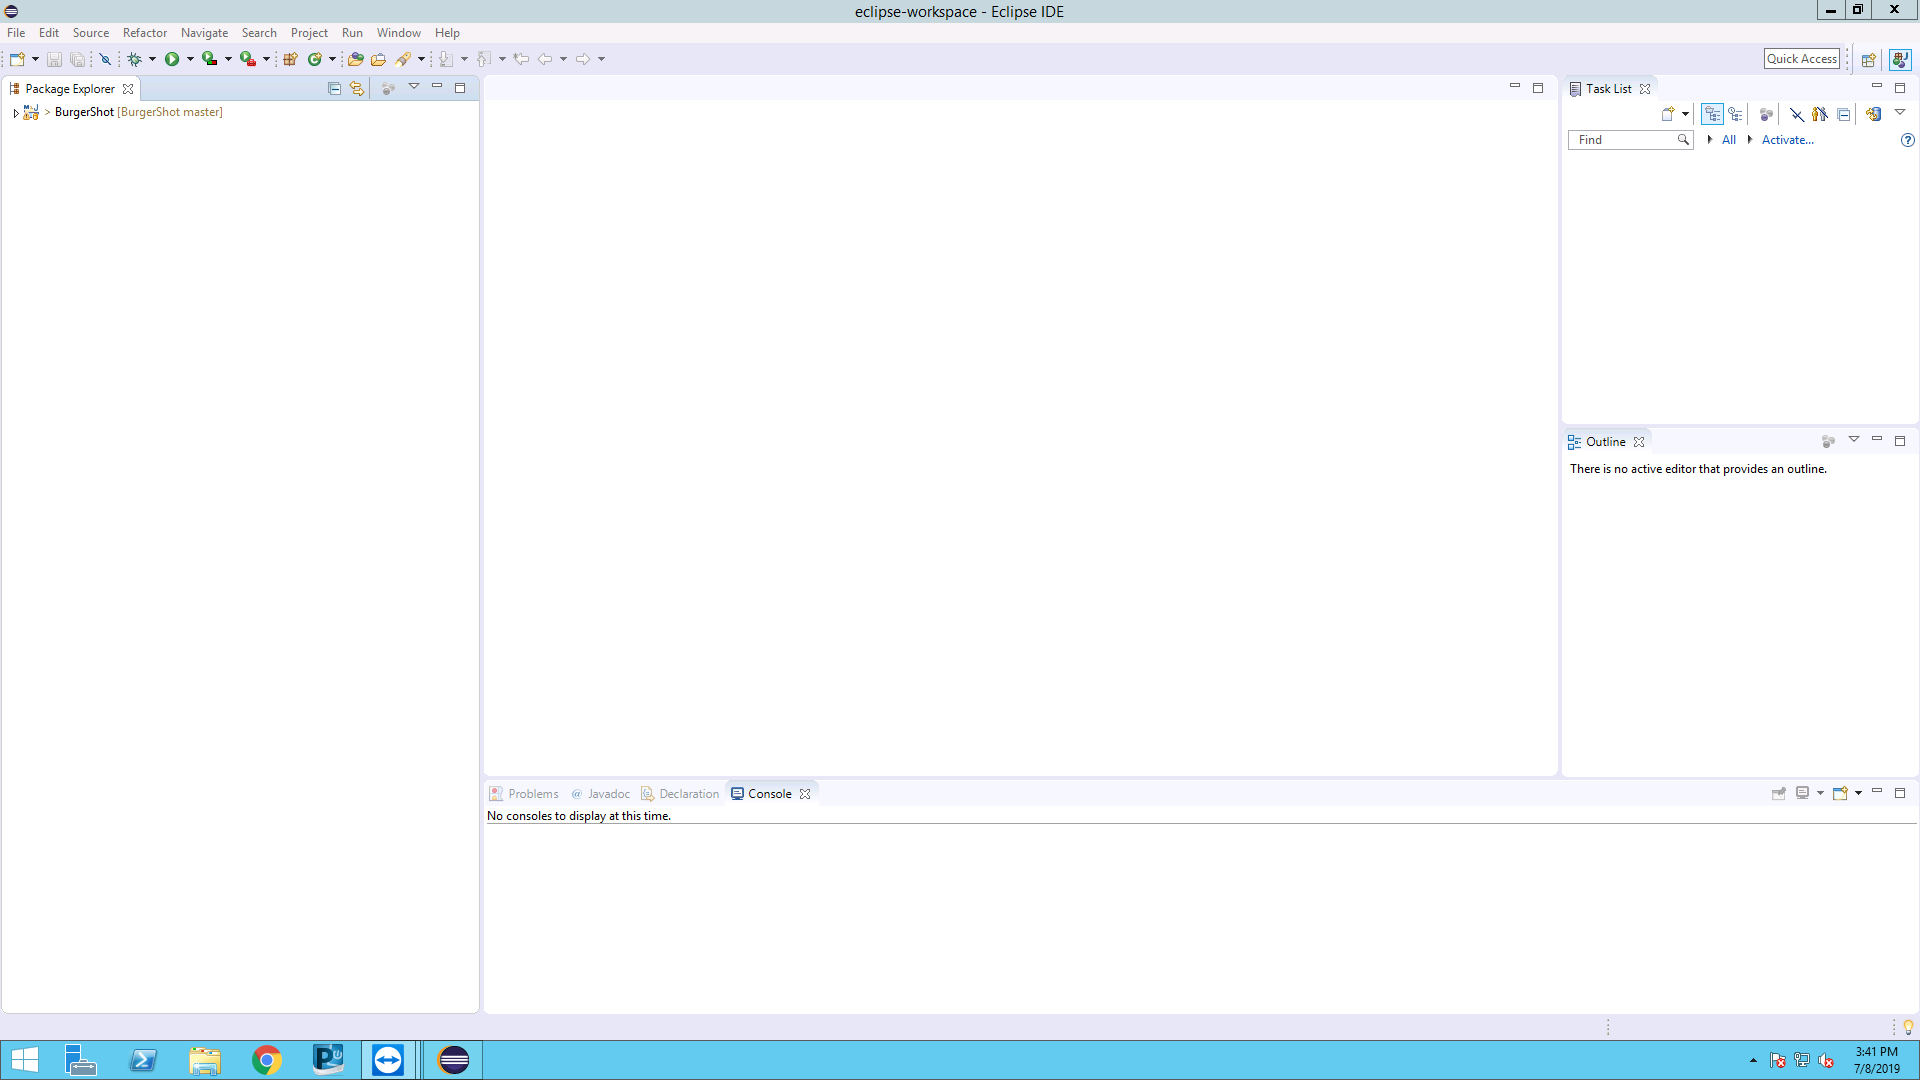 eclipse-workspace - Eclipse IDE
File Edit Source Refactor Navigate Search Project Run Window Help
Quick Access
Package Explorer
> BurgerShot [BurgerShot master]
Task List
Find
All
Activate...
Outline
There is no active editor that provides an outline.
Problems @ Javadoc Declaration Console
No consoles to display at this time.
3:41 PM
7/8/2019